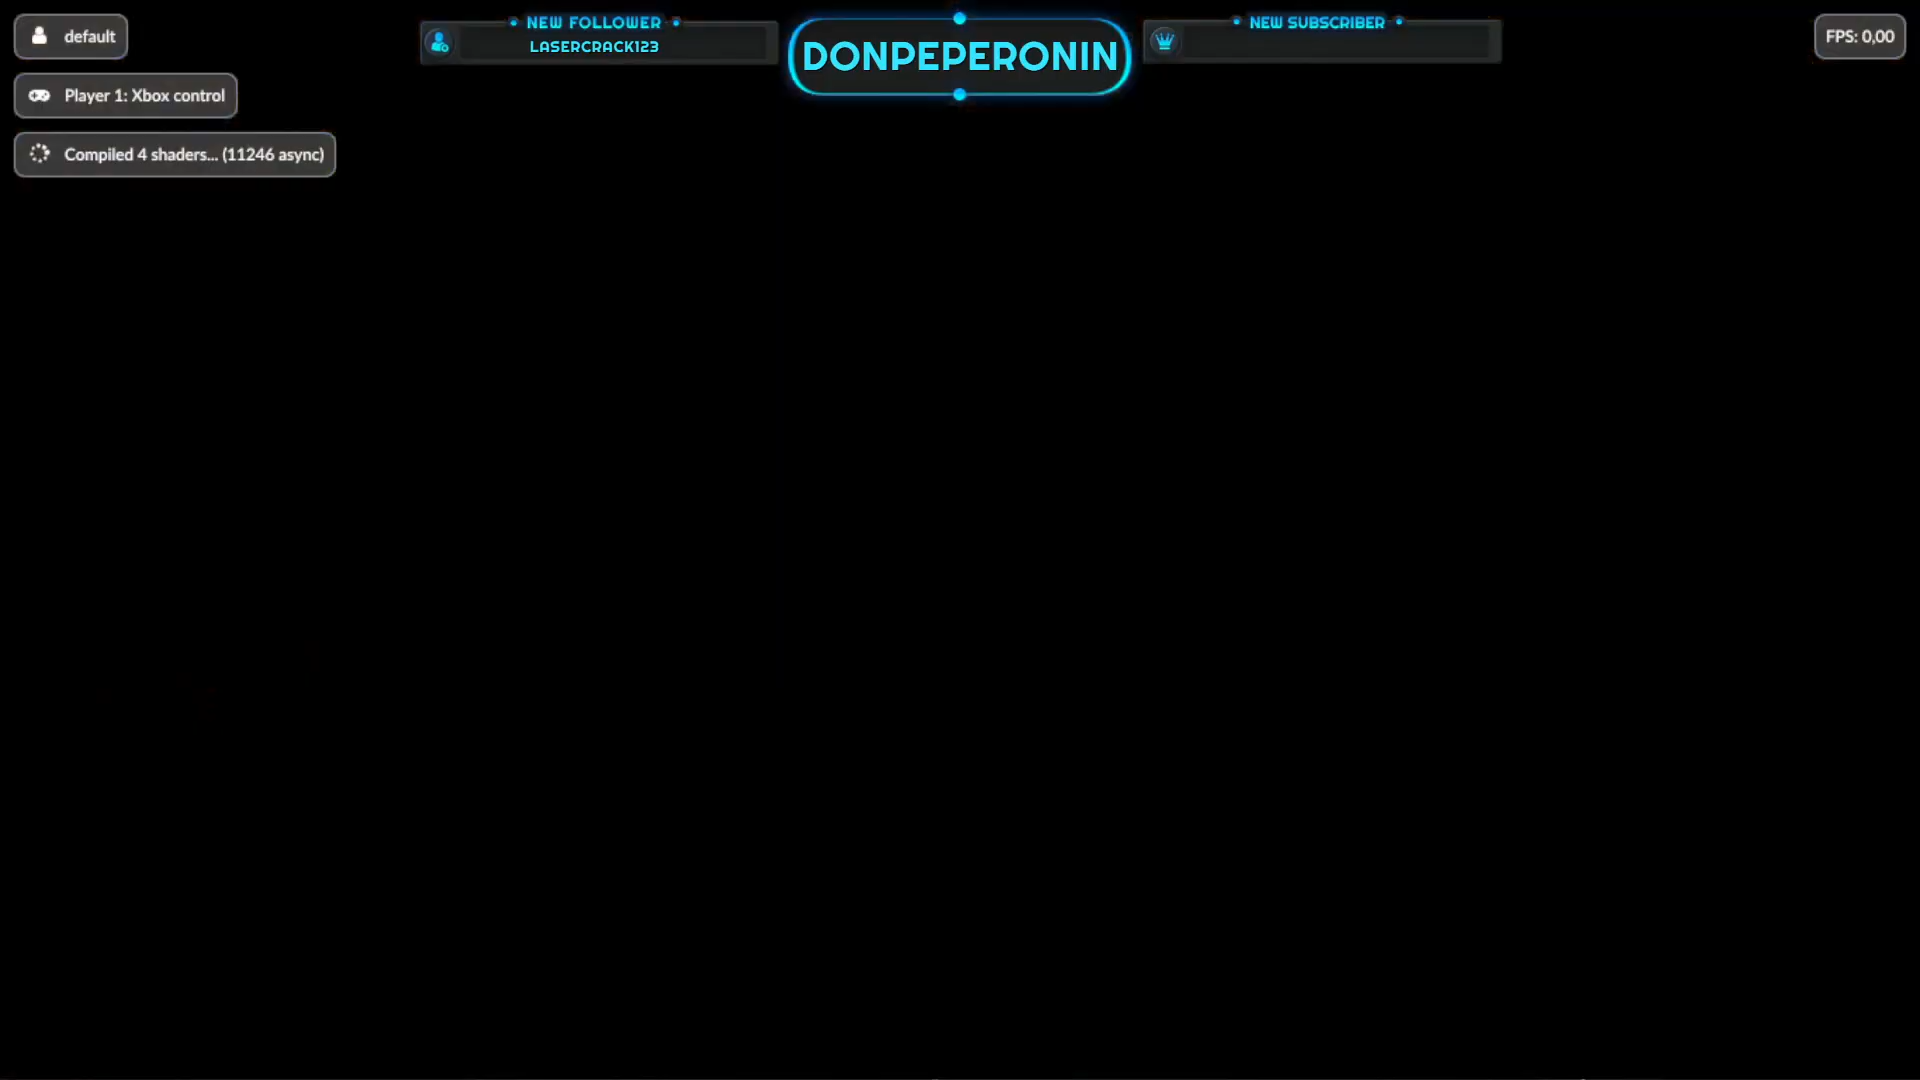 default
NEW FOLLOWER
LASERCRACK123
DONPEPERONIN
NEW SUBSCRIBER
FPS: 0,00
Player 1: Xbox control
Compiled 4 shaders... (11246 async)